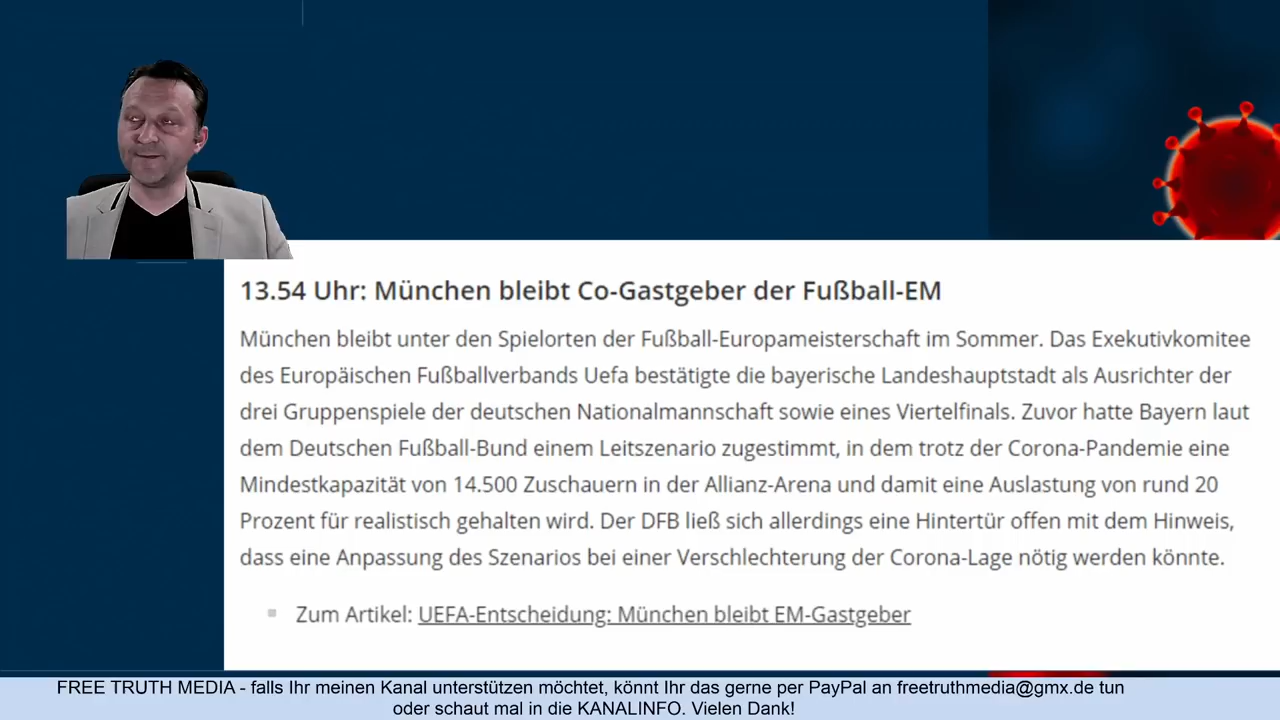 13.54 Uhr: München bleibt Co-Gastgeber der Fußball-EM
München bleibt unter den Spielorten der Fußball-Europameisterschaft im Sommer. Das Exekutivkomitee
des Europäischen Fußballverbands Uefa bestätigte die bayerische Landeshauptstadt als Ausrichter der
drei Gruppenspiele der deutschen Nationalmannschaft sowie eines Viertelfinals. Zuvor hatte Bayern laut
dem Deutschen Fußball-Bund einem Leitszenario zugestimmt, in dem trotz der Corona-Pandemie eine
Mindestkapazität von 14.500 Zuschauern in der Allianz-Arena und damit eine Auslastung von rund 20
Prozent für realistisch gehalten wird. Der DFB ließ sich allerdings eine Hintertür offen mit dem Hinweis,
dass eine Anpassung des Szenarios bei einer Verschlechterung der Corona-Lage nötig werden könnte.
Zum Artikel: UEFA-Entscheidung: München bleibt EM-Gastgeber
FREE TRUTH MEDIA - falls Ihr meinen Kanal unterstützen möchtet, könnt Ihr das gerne per PayPal an freetruthmedia@gmx.de tun
oder schaut mal in die KANALINFO. Vielen Dank!